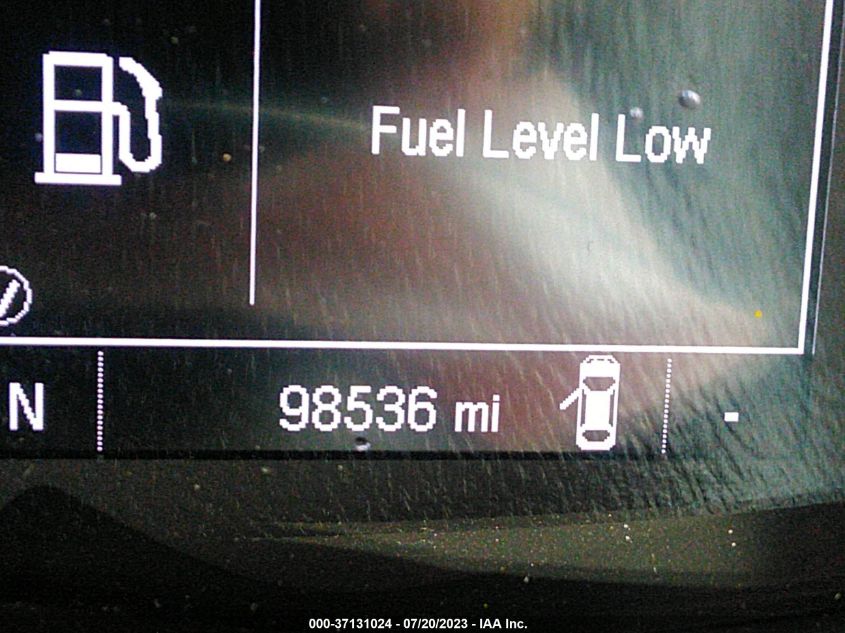 Fuel Level Low
N
98536 mi
-
000-37131024 - 07/20/2023 - IAA Inc.